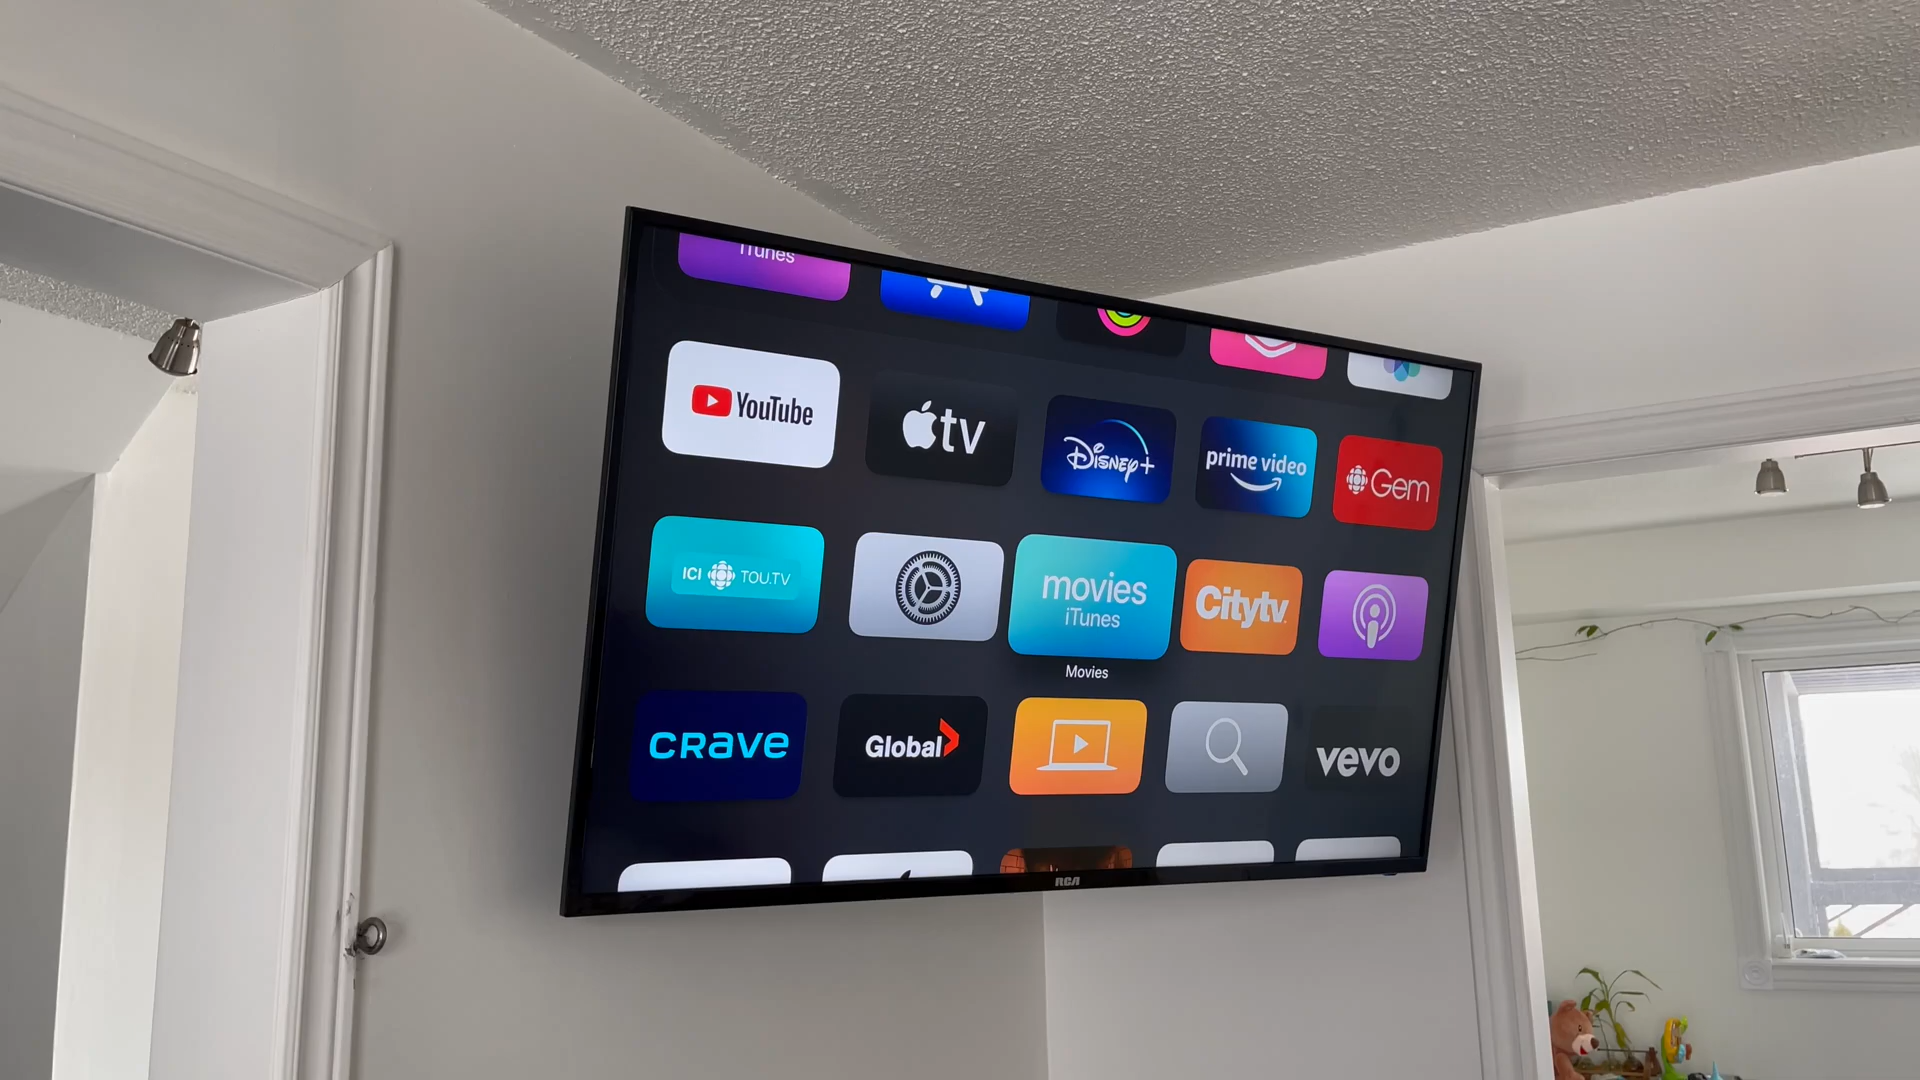 iTunes
YouTube
tv
Disney+
prime video
Gem
ICI TOU.TV
movies
iTunes
Citytv
Movies
CRAVE
Global
vevo
RCA